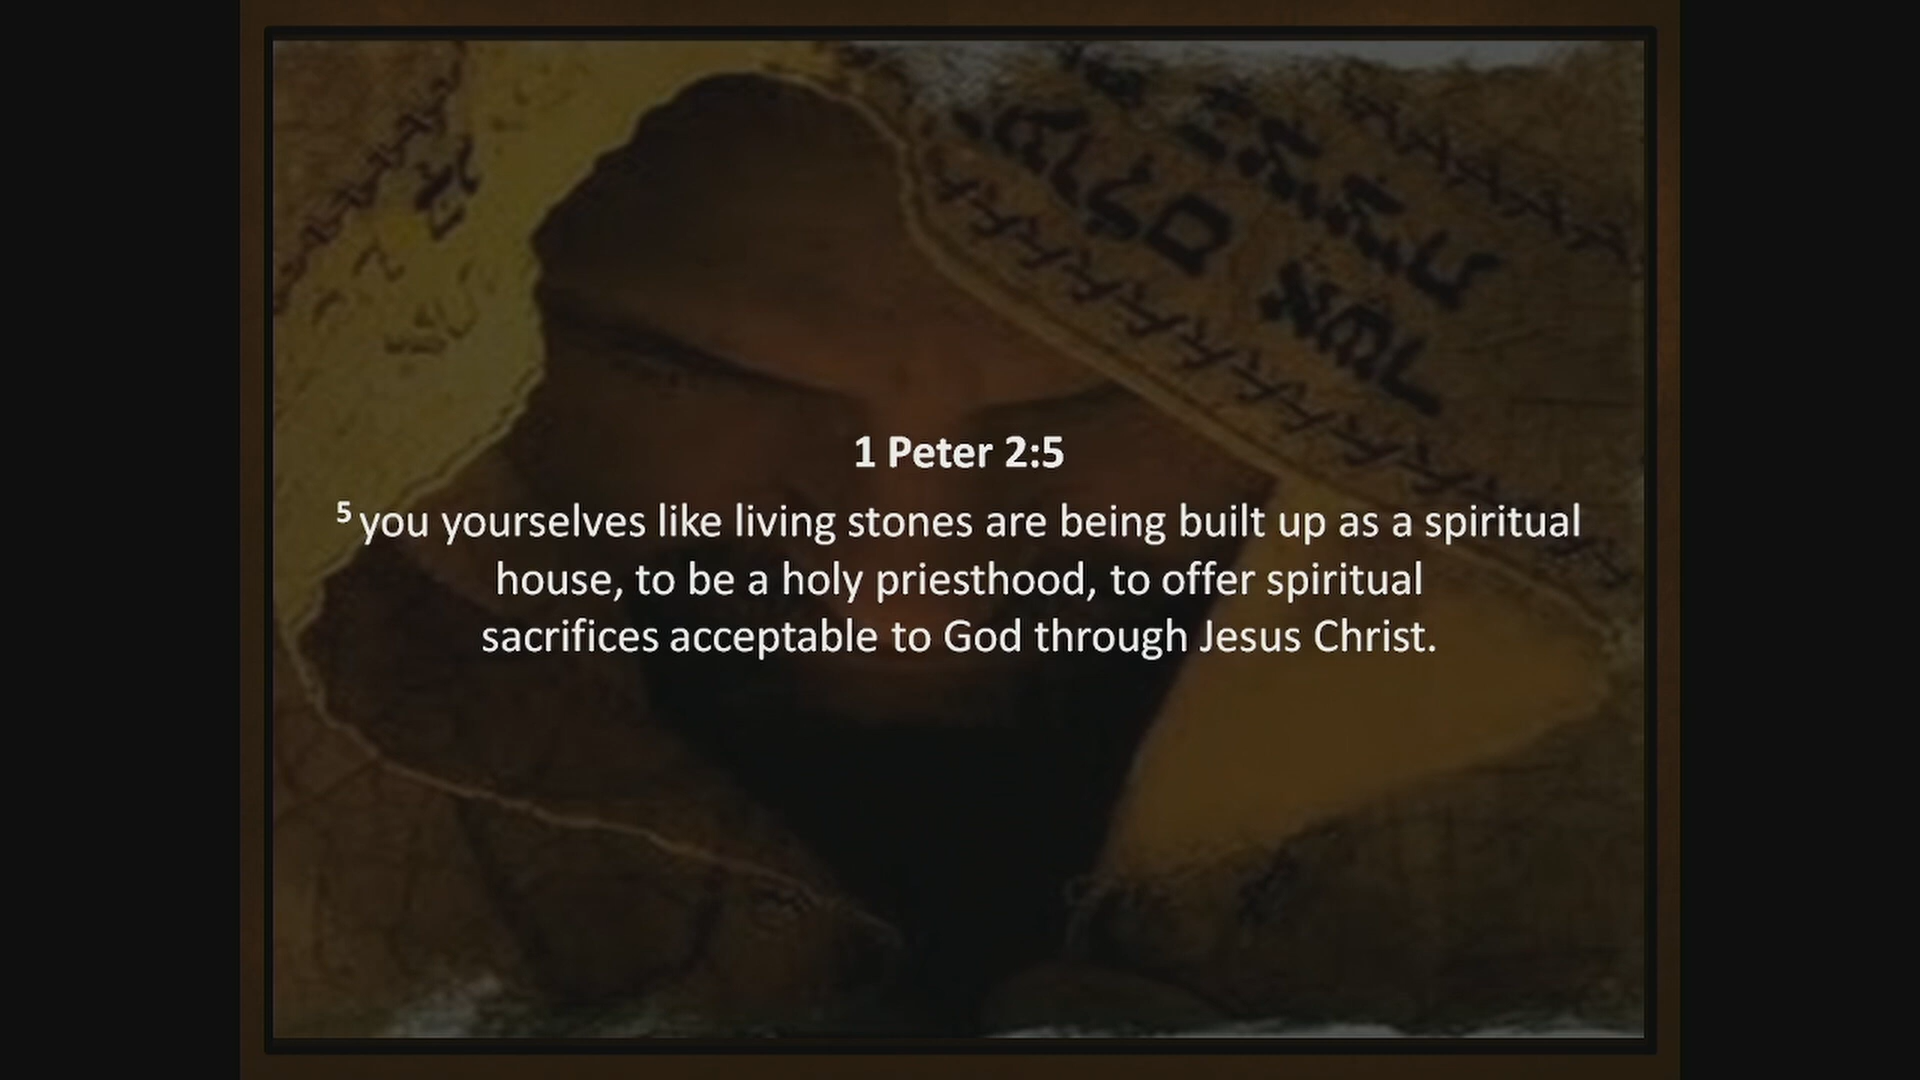 1 Peter 2:5
5 you yourselves like living stones are being built up as a spiritual
house, to be a holy priesthood, to offer spiritual
sacrifices acceptable to God through Jesus Christ.